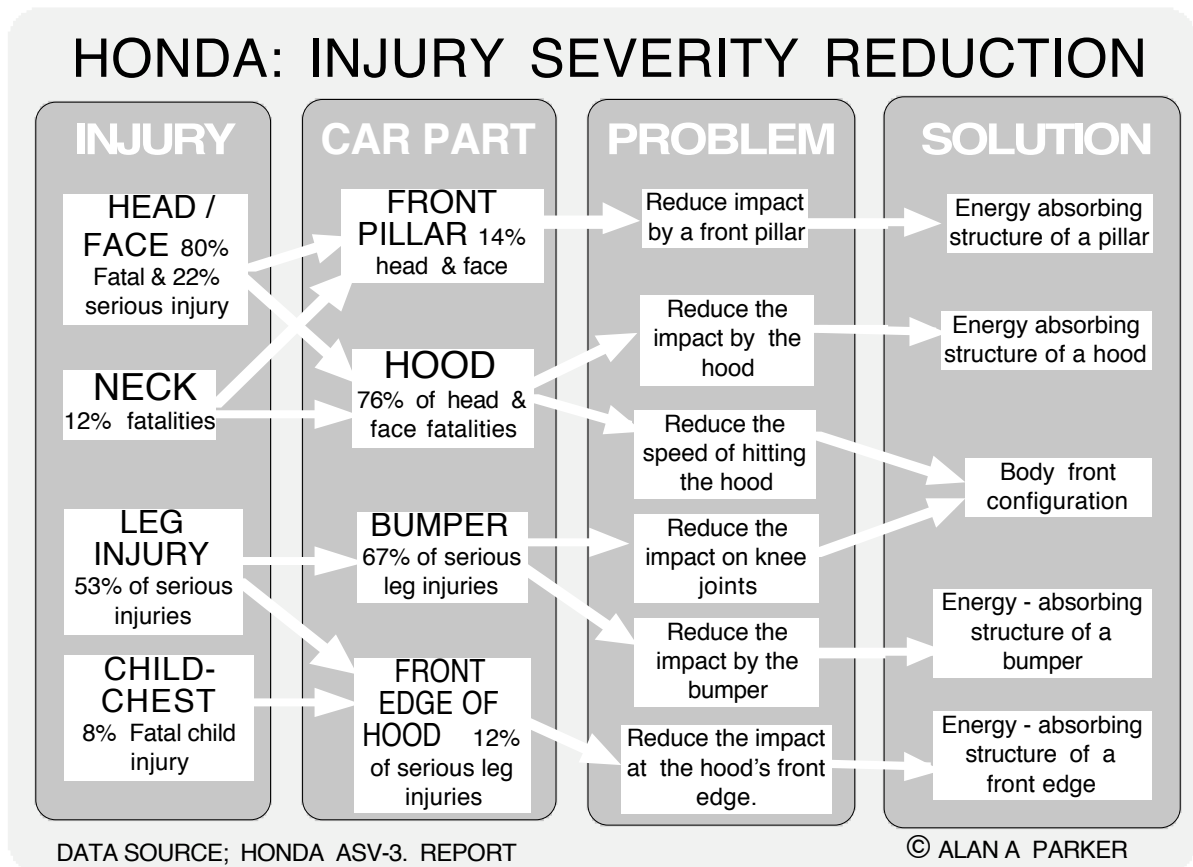 HONDA: INJURY SEVERITY REDUCTION
INJURY
HEAD /
FACE 80%
Fatal & 22%
serious injury
NECK
12% fatalities
LEG
INJURY
53% of serious
injuries
CHILD-
CHEST
8% Fatal child
injury
CAR PART
FRONT
PILLAR 14%
head & face
HOOD
76% of head &
face fatalities
BUMPER
67% of serious
leg injuries
FRONT
EDGE OF
HOOD 12%
of serious leg
injuries
PROBLEM
Reduce impact
by a front pillar
Reduce the
impact by the
hood
Reduce the
speed of hitting
the hood
Reduce the
impact on knee
joints
Reduce the
impact by the
bumper
Reduce the impact
at the hood's front
edge.
SOLUTION
Energy absorbing
structure of a pillar
Energy absorbing
structure of a hood
Body front
configuration
Energy - absorbing
structure of a
bumper
Energy - absorbing
structure of a
front edge
DATA SOURCE; HONDA ASV-3. REPORT
© ALAN A PARKER